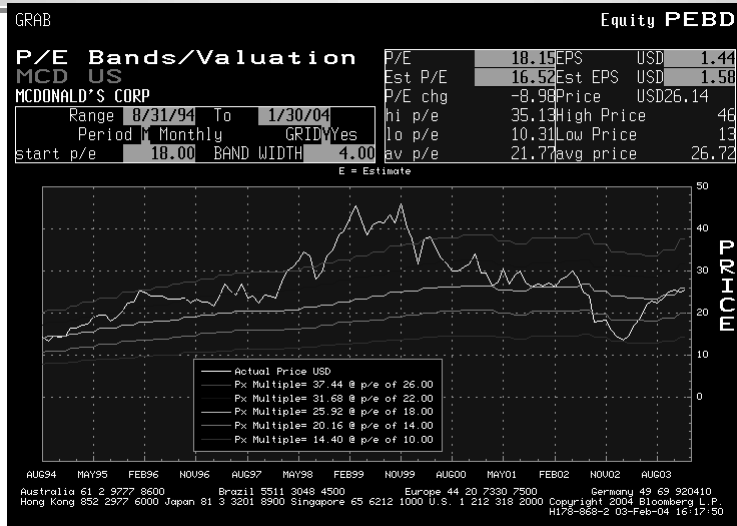 GRAB Equity PEBD
P/E Bands/Valuation
MCD US
MCDONALD'S CORP
Range 8/31/94 To 1/30/04
Period M Monthly GRIDYYes
start p/e 18.00 BAND WIDTH 4.00
P/E 18.15 EPS USD 1.44
Est P/E 16.52 Est EPS USD 1.58
P/E chg -8.98 Price USD26.14
hi p/e 35.13 High Price 46
lo p/e 10.31 Low Price 13
av p/e 21.77 avg price 26.72
E = Estimate
50
40
30
20
10
0
PRICE
Actual Price USD
Px Multiple= 37.44 @ p/e of 26.00
Px Multiple= 31.68 @ p/e of 22.00
Px Multiple= 25.92 @ p/e of 18.00
Px Multiple= 20.16 @ p/e of 14.00
Px Multiple= 14.40 @ p/e of 10.00
AUG94 MAY95 FEB96 NOV96 AUG97 MAY98 FEB99 NOV99 AUG00 MAY01 FEB02 NOV02 AUG03
Australia 61 2 9777 8600 Brazil 5511 3048 4500 Europe 44 20 7330 7500 Germany 49 69 920410
Hong Kong 852 2977 6000 Japan 81 3 3201 8900 Singapore 65 6212 1000 U.S. 1 212 318 2000 Copyright 2004 Bloomberg L.P.
H178-868-2 03-Feb-04 16:17:50